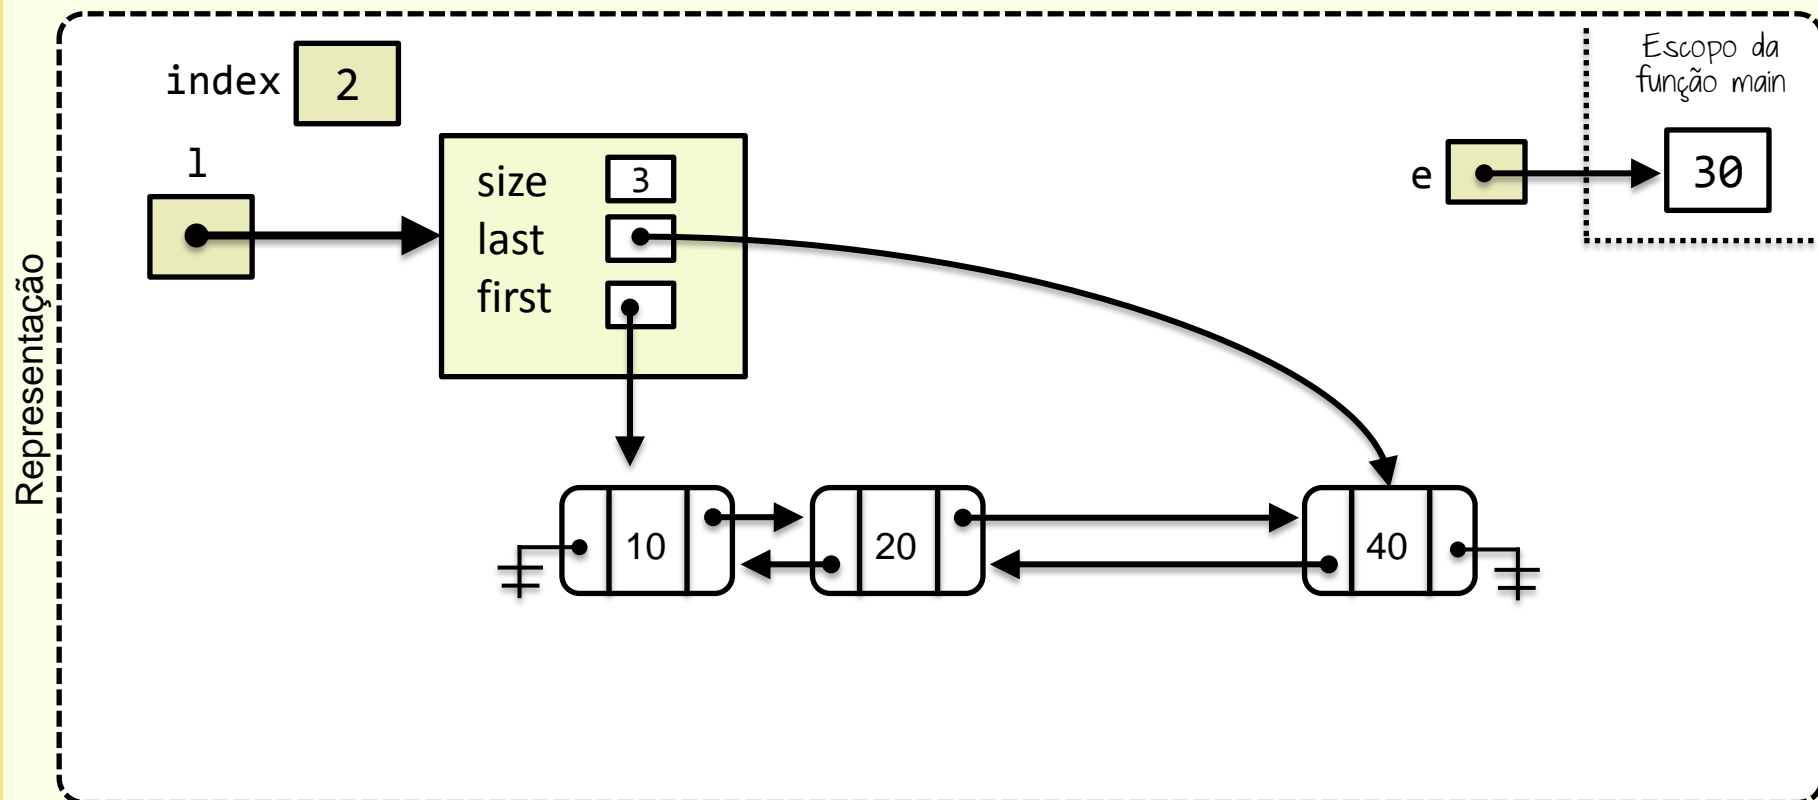 Representação
index
2
Escopo da
função main
l
size
3
e
30
last
first
10
20
40